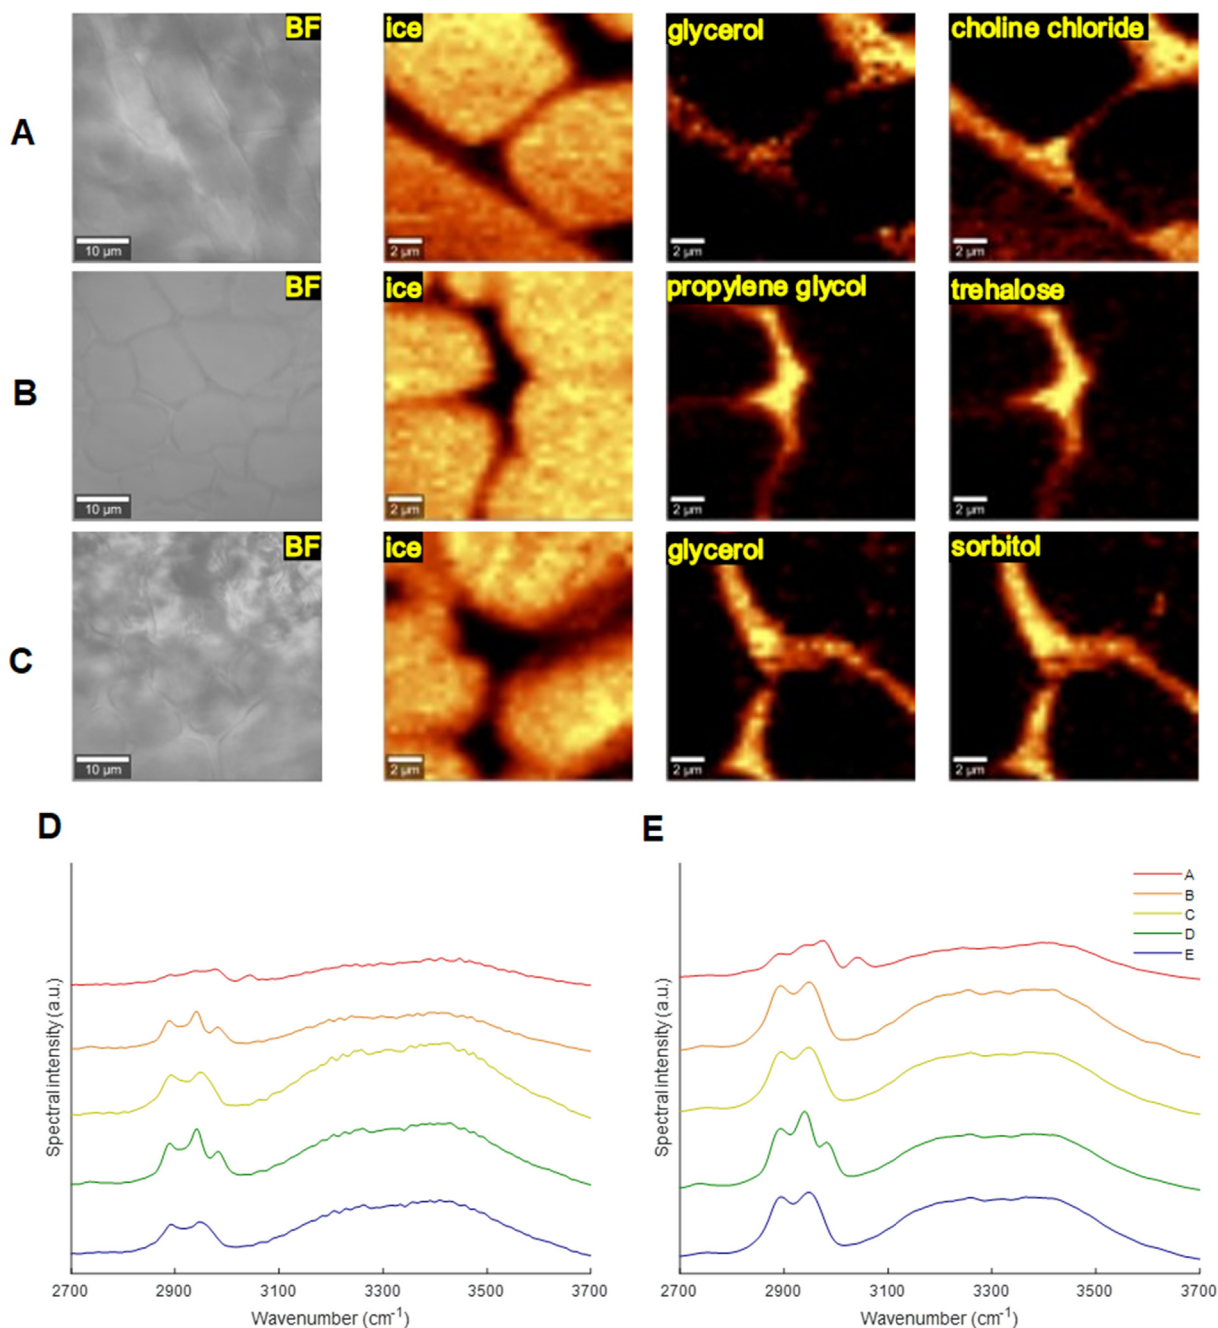 BF ice glycerol choline chloride
A
10 µm 2 µm 2 µm 2 µm
BF ice propylene glycol trehalose
B
10 µm 2 µm 2 µm 2 µm
BF ice glycerol sorbitol
C
10 µm 2 µm 2 µm 2 µm
D
Spectral intensity (a.u.)
2700 2900 3100 3300 3500 3700
Wavenumber (cm-1)
E
A
B
C
D
E
Spectral intensity (a.u.)
2700 2900 3100 3300 3500 3700
Wavenumber (cm-1)